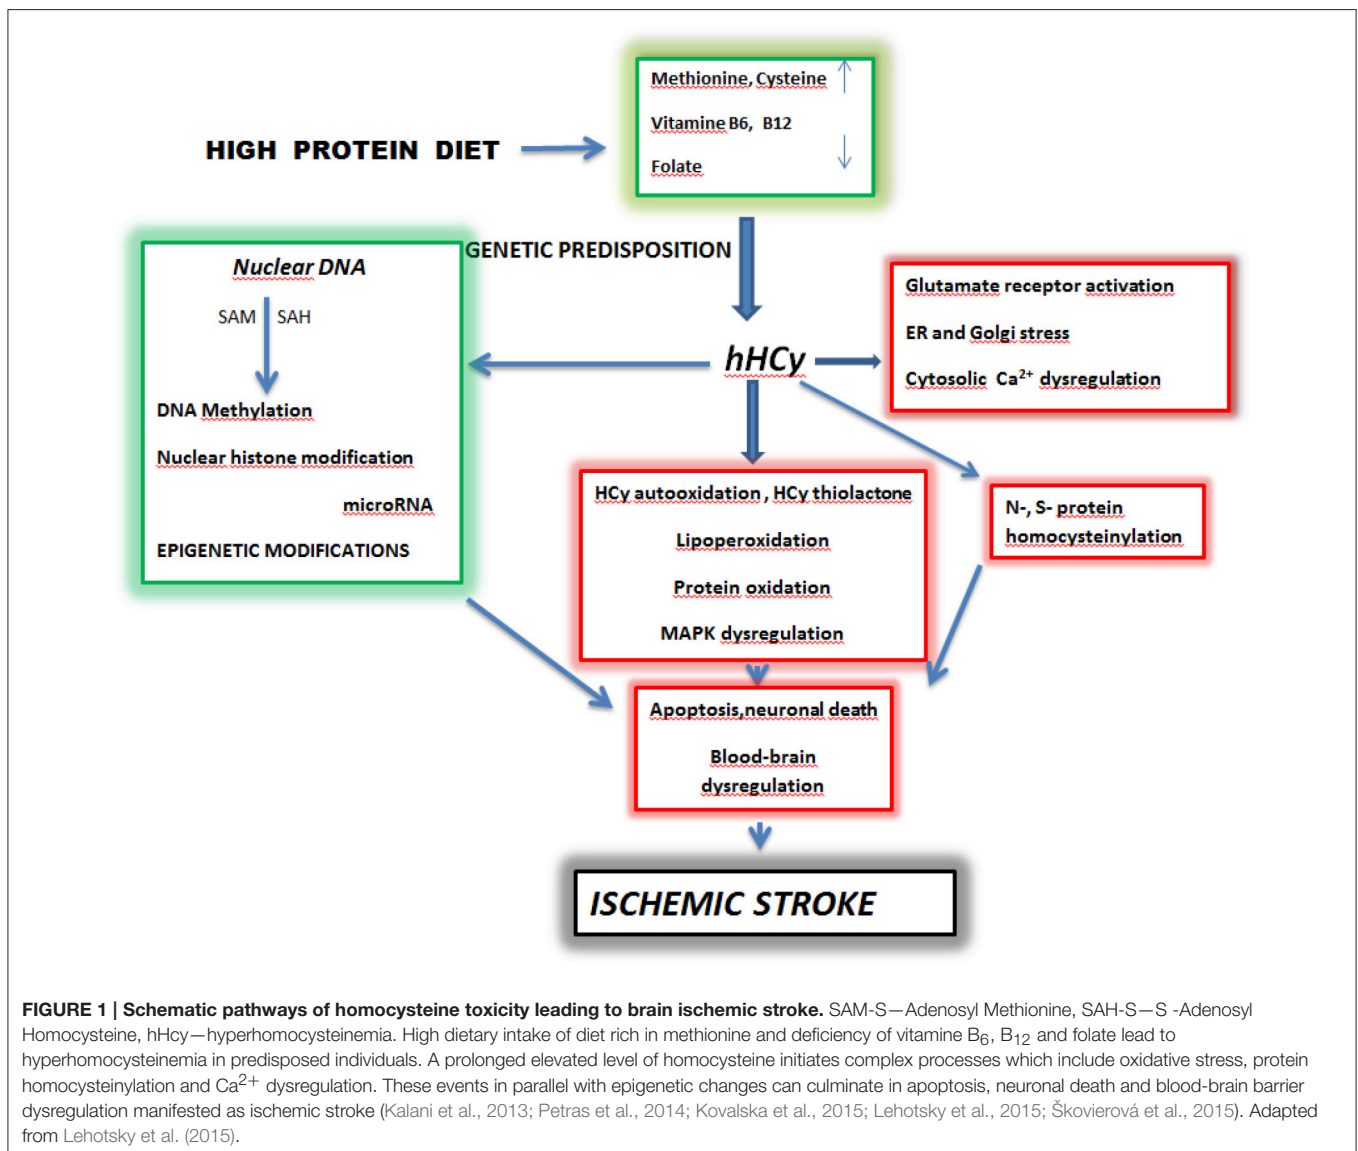 Methionine, Cysteine
Vitamine B6, B12
Folate
HIGH PROTEIN DIET
GENETIC PREDISPOSITION
Nuclear DNA
SAM SAH
DNA Methylation
Nuclear histone modification
microRNA
EPIGENETIC MODIFICATIONS
hHCy
Glutamate receptor activation
ER and Golgi stress
Cytosolic Ca²⁺ dysregulation
HCy autooxidation , HCy thiolactone
Lipoperoxidation
Protein oxidation
MAPK dysregulation
N-, S- protein
homocysteinylation
Apoptosis,neuronal death
Blood-brain
dysregulation
ISCHEMIC STROKE
FIGURE 1 | Schematic pathways of homocysteine toxicity leading to brain ischemic stroke. SAM-S—Adenosyl Methionine, SAH-S—S -Adenosyl
Homocysteine, hHcy—hyperhomocysteinemia. High dietary intake of diet rich in methionine and deficiency of vitamine B₆, B₁₂ and folate lead to
hyperhomocysteinemia in predisposed individuals. A prolonged elevated level of homocysteine initiates complex processes which include oxidative stress, protein
homocysteinylation and Ca²⁺ dysregulation. These events in parallel with epigenetic changes can culminate in apoptosis, neuronal death and blood-brain barrier
dysregulation manifested as ischemic stroke (Kalani et al., 2013; Petras et al., 2014; Kovalska et al., 2015; Lehotsky et al., 2015; Škovierová et al., 2015). Adapted
from Lehotsky et al. (2015).